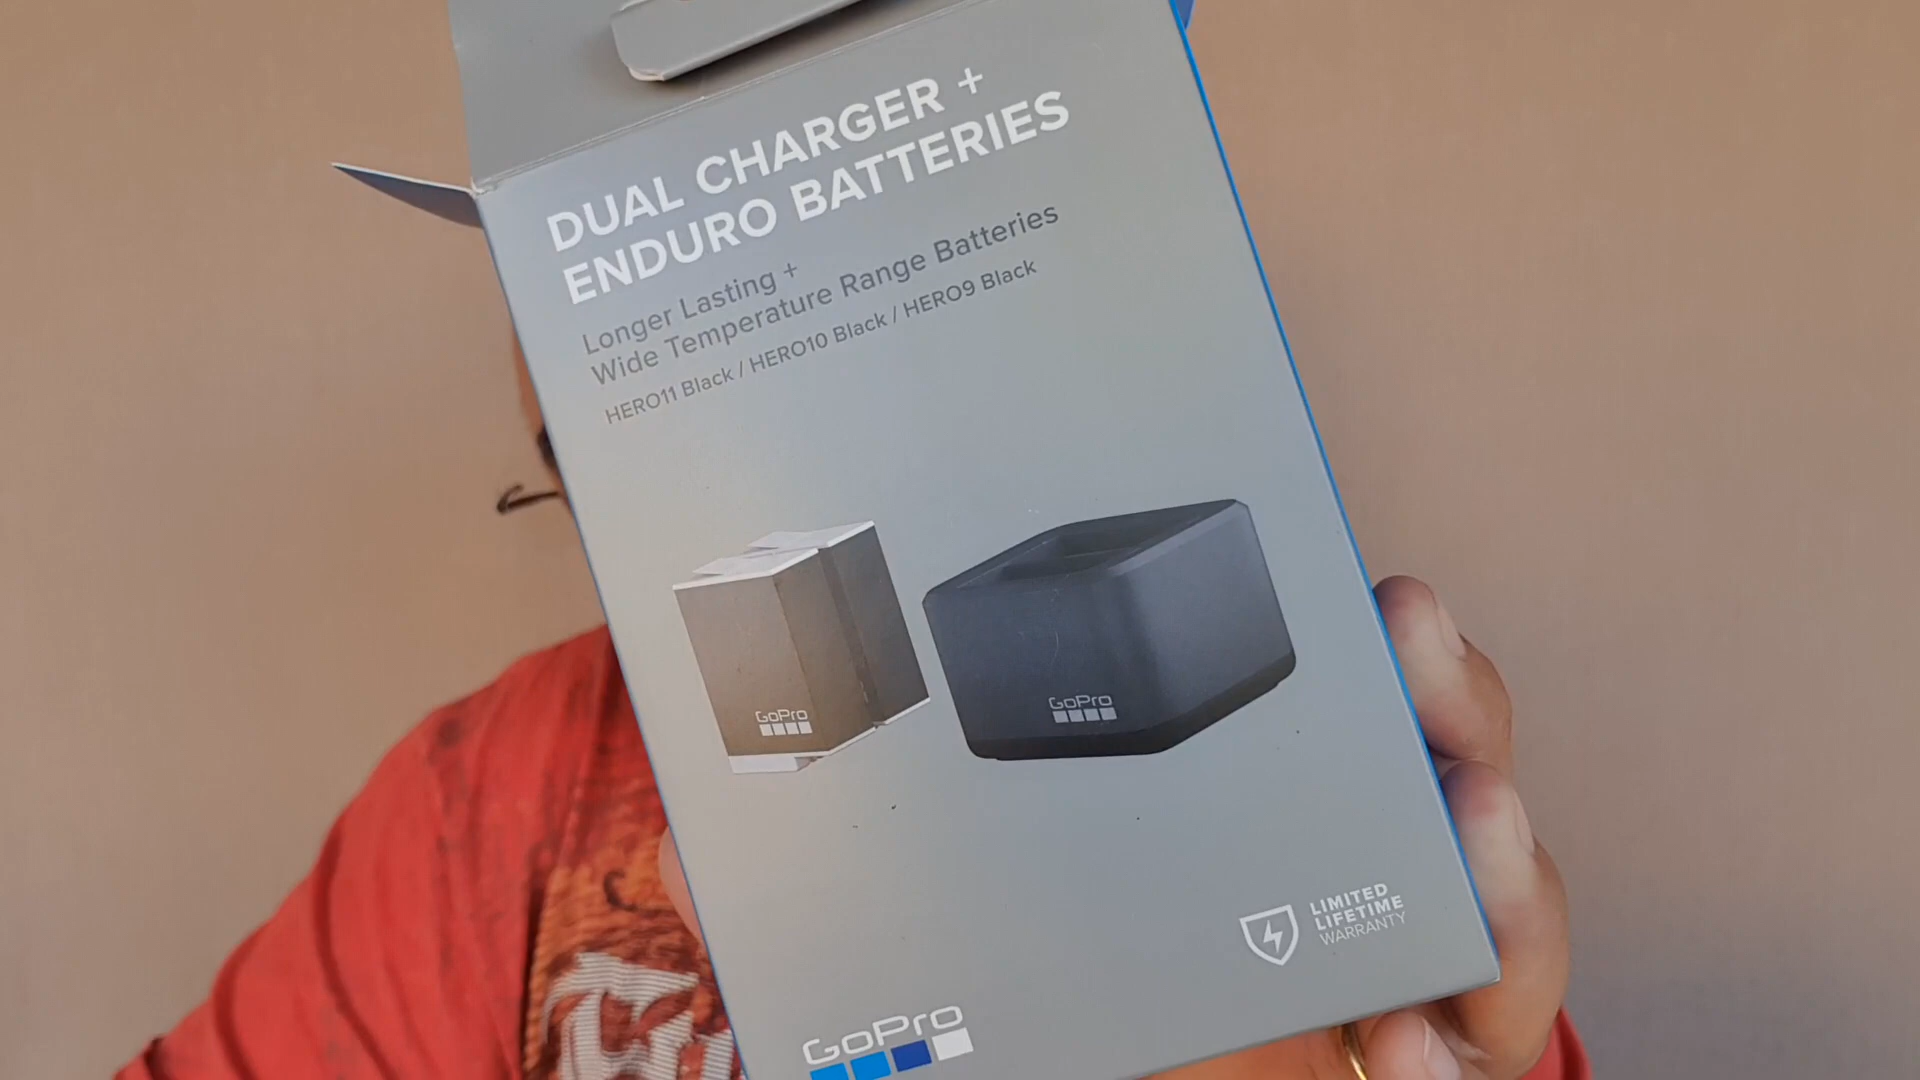 DUAL CHARGER +
ENDURO BATTERIES
Longer Lasting +
Wide Temperature Range Batteries
HERO11 Black / HERO10 Black / HERO9 Black
GoPro
GoPro
LIMITED
LIFETIME
WARRANTY
GoPro